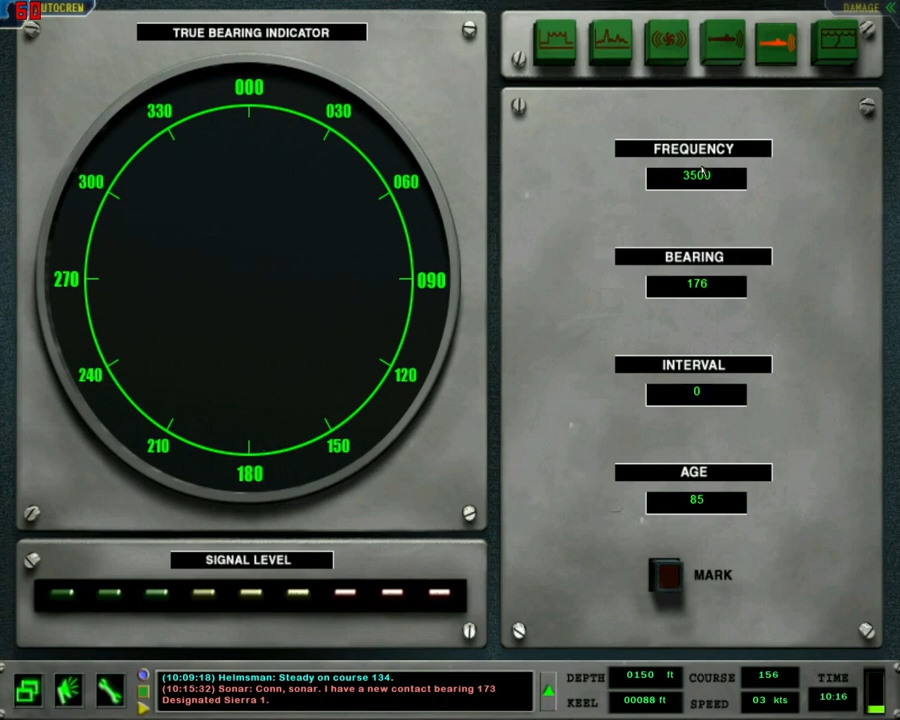 60
UTOCREW
DAMAGE
TRUE BEARING INDICATOR
000
330
030
300
060
270
090
240
120
210
150
180
SIGNAL LEVEL
FREQUENCY
3500
BEARING
176
INTERVAL
0
AGE
85
MARK
(10:09:18) Helmsman: Steady on course 134.
(10:15:32) Sonar: Conn, sonar. I have a new contact bearing 173
Designated Sierra 1.
DEPTH 0150 ft COURSE 156 TIME
KEEL 00088 ft SPEED 03 kts 10:16